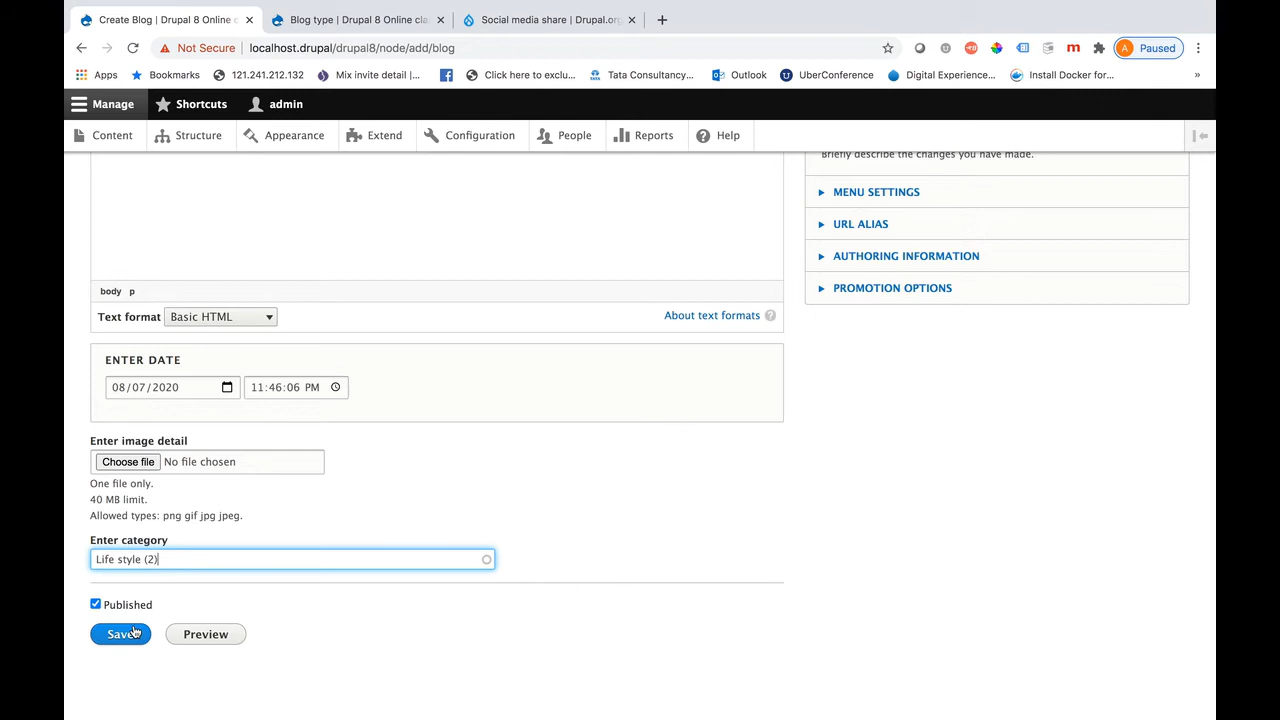 Create Blog | Drupal 8 Online c
Blog type | Drupal 8 Online cla
Social media share | Drupal.or
Not Secure
localhost.drupal/drupal8/node/add/blog
A Paused
Apps
Bookmarks
121.241.212.132
Mix invite detail |...
Click here to exclu...
Tata Consultancy...
Outlook
UberConference
Digital Experience...
Install Docker for...
»
Manage
Shortcuts
admin
Content
Structure
Appearance
Extend
Configuration
People
Reports
Help
Briefly describe the changes you have made.
MENU SETTINGS
URL ALIAS
AUTHORING INFORMATION
PROMOTION OPTIONS
body p
Text format Basic HTML
About text formats ?
ENTER DATE
08/07/2020 11:46:06 PM
Enter image detail
Choose file No file chosen
One file only.
40 MB limit.
Allowed types: png gif jpg jpeg.
Enter category
Life style (2)
Published
Save
Preview